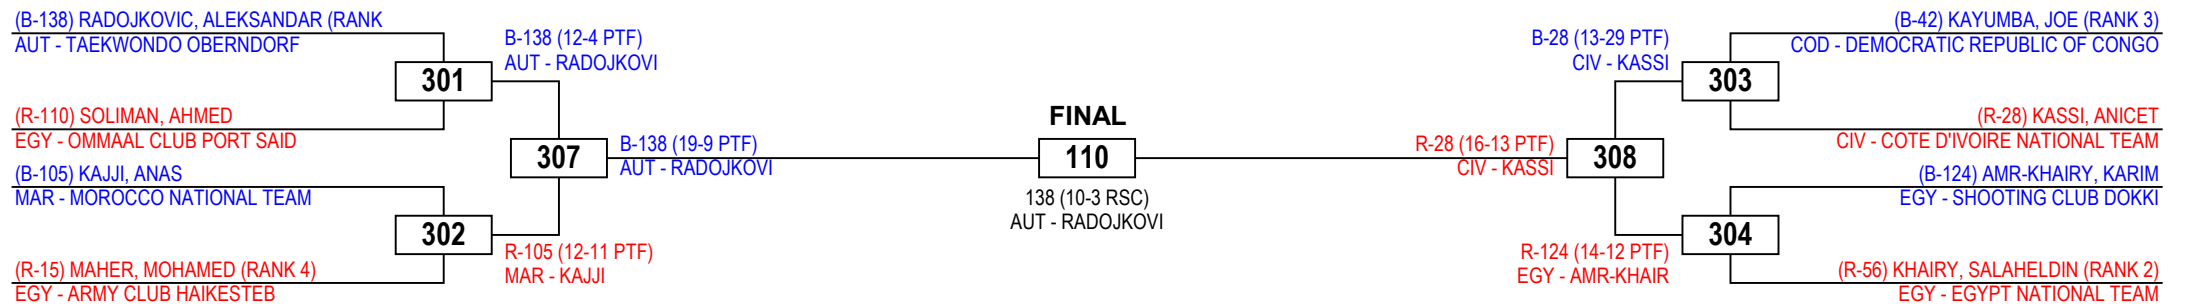 (B-138) RADOJKOVIC, ALEKSANDAR (RANK
AUT - TAEKWONDO OBERNDORF
301
(R-110) SOLIMAN, AHMED
EGY - OMMAAL CLUB PORT SAID
B-138 (12-4 PTF)
AUT - RADOJKOVI
(B-105) KAJJI, ANAS
MAR - MOROCCO NATIONAL TEAM
302
(R-15) MAHER, MOHAMED (RANK 4)
EGY - ARMY CLUB HAIKESTEB
R-105 (12-11 PTF)
MAR - KAJJI
307
B-138 (19-9 PTF)
AUT - RADOJKOVI
FINAL
110
138 (10-3 RSC)
AUT - RADOJKOVI
R-28 (16-13 PTF)
CIV - KASSI
308
B-28 (13-29 PTF)
CIV - KASSI
(B-42) KAYUMBA, JOE (RANK 3)
COD - DEMOCRATIC REPUBLIC OF CONGO
303
(R-28) KASSI, ANICET
CIV - COTE D'IVOIRE NATIONAL TEAM
R-124 (14-12 PTF)
EGY - AMR-KHAIR
(B-124) AMR-KHAIRY, KARIM
EGY - SHOOTING CLUB DOKKI
304
(R-56) KHAIRY, SALAHELDIN (RANK 2)
EGY - EGYPT NATIONAL TEAM